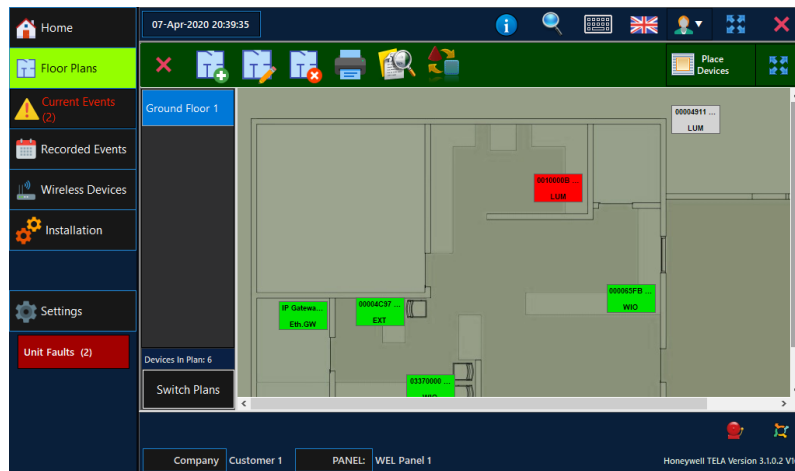 Home
07-Apr-2020 20:39:35
Floor Plans
Place
Devices
Current Events
(2)
Ground Floor 1
00004911 ...
LUM
Recorded Events
Wireless Devices
0010009B ...
LUM
Installation
000065FB ...
WIO
IP Gatewa...
Eth.GW
00004C97 ...
EXT
Settings
Unit Faults (2)
Devices In Plan: 6
Switch Plans
03370000 ...
WIO
Company Customer 1 PANEL: WEL Panel 1
Honeywell TELA Version 3.1.0.2